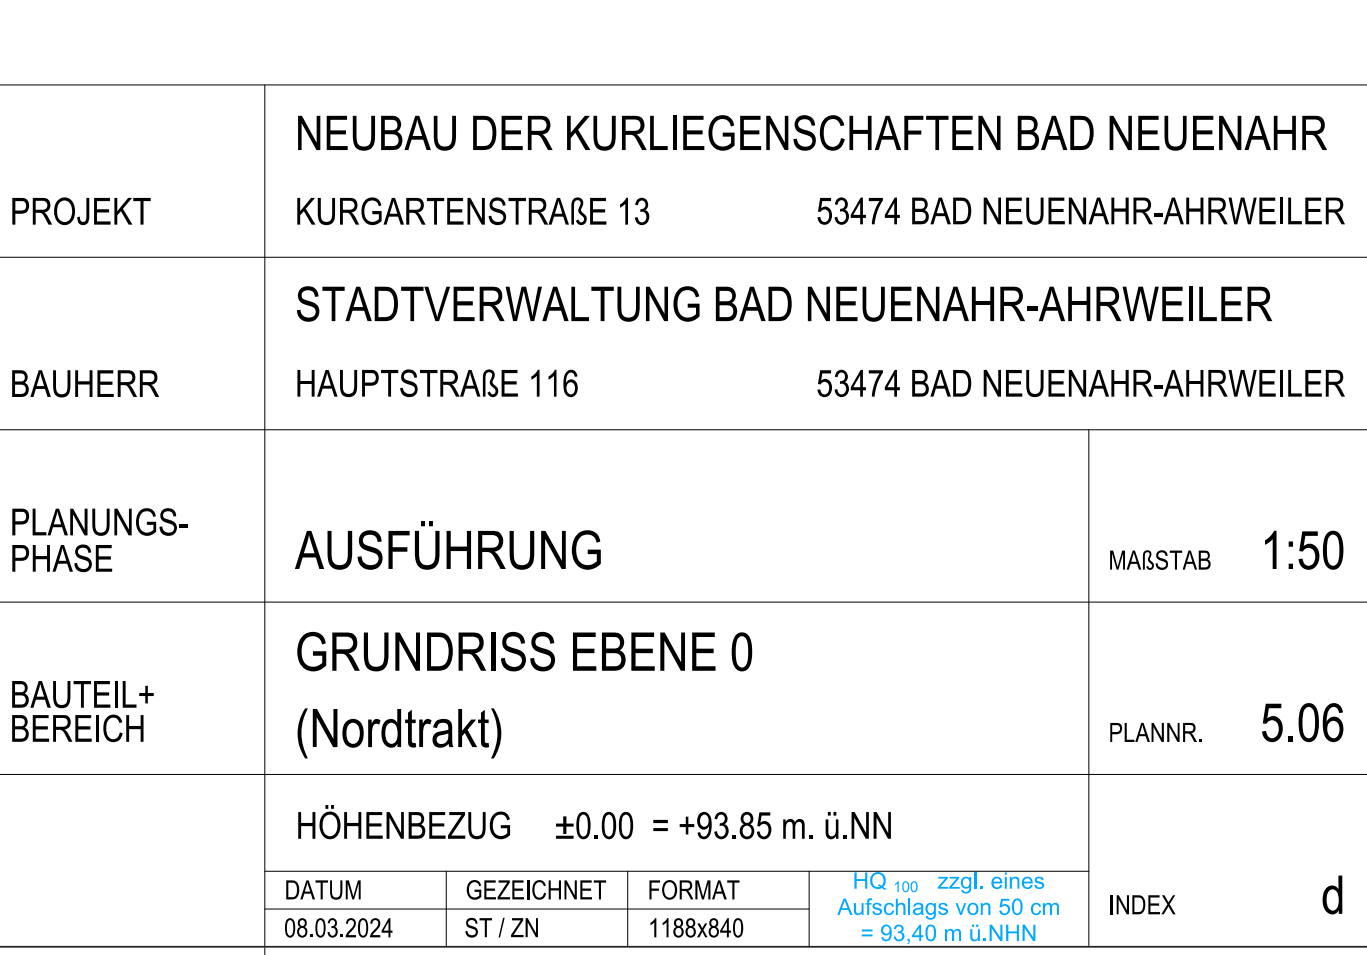 NEUBAU DER KURLIEGENSCHAFTEN BAD NEUENAHR
PROJEKT KURGARTENSTRAßE 13 53474 BAD NEUENAHR-AHRWEILER
STADTVERWALTUNG BAD NEUENAHR-AHRWEILER
BAUHERR HAUPTSTRAßE 116 53474 BAD NEUENAHR-AHRWEILER
PLANUNGS-
PHASE AUSFÜHRUNG MAßSTAB 1:50
GRUNDRISS EBENE 0
BAUTEIL+
BEREICH (Nordtrakt) PLANNR. 5.06
HÖHENBEZUG ±0.00 = +93.85 m. ü.NN
DATUM GEZEICHNET FORMAT
08.03.2024 ST / ZN 1188x840
HQ 100 zzgl. eines
Aufschlags von 50 cm
= 93,40 m ü.NHN
INDEX d